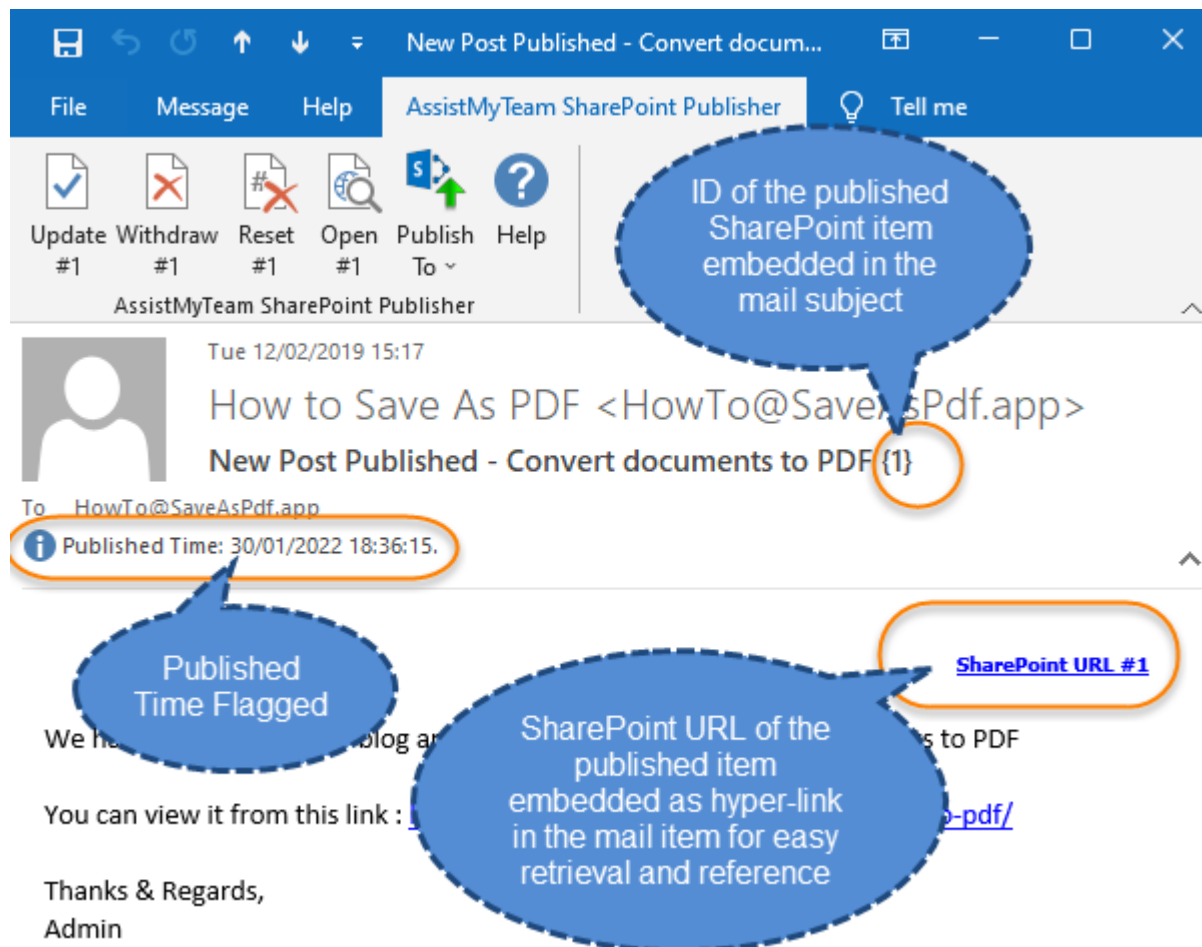 New Post Published - Convert docum...
File Message Help AssistMyTeam SharePoint Publisher Tell me
Update #1
Withdraw #1
Reset #1
Open #1
Publish To
Help
AssistMyTeam SharePoint Publisher
ID of the published
SharePoint item
embedded in the
mail subject
Tue 12/02/2019 15:17
How to Save As PDF <HowTo@SaveAsPdf.app>
New Post Published - Convert documents to PDF {1}
To HowTo@SaveAsPdf.app
Published Time: 30/01/2022 18:36:15.
Published
Time Flagged
SharePoint URL #1
SharePoint URL of the
published item
embedded as hyper-link
in the mail item for easy
retrieval and reference
We blog to PDF
You can view it from this link : -pdf/
Thanks & Regards,
Admin